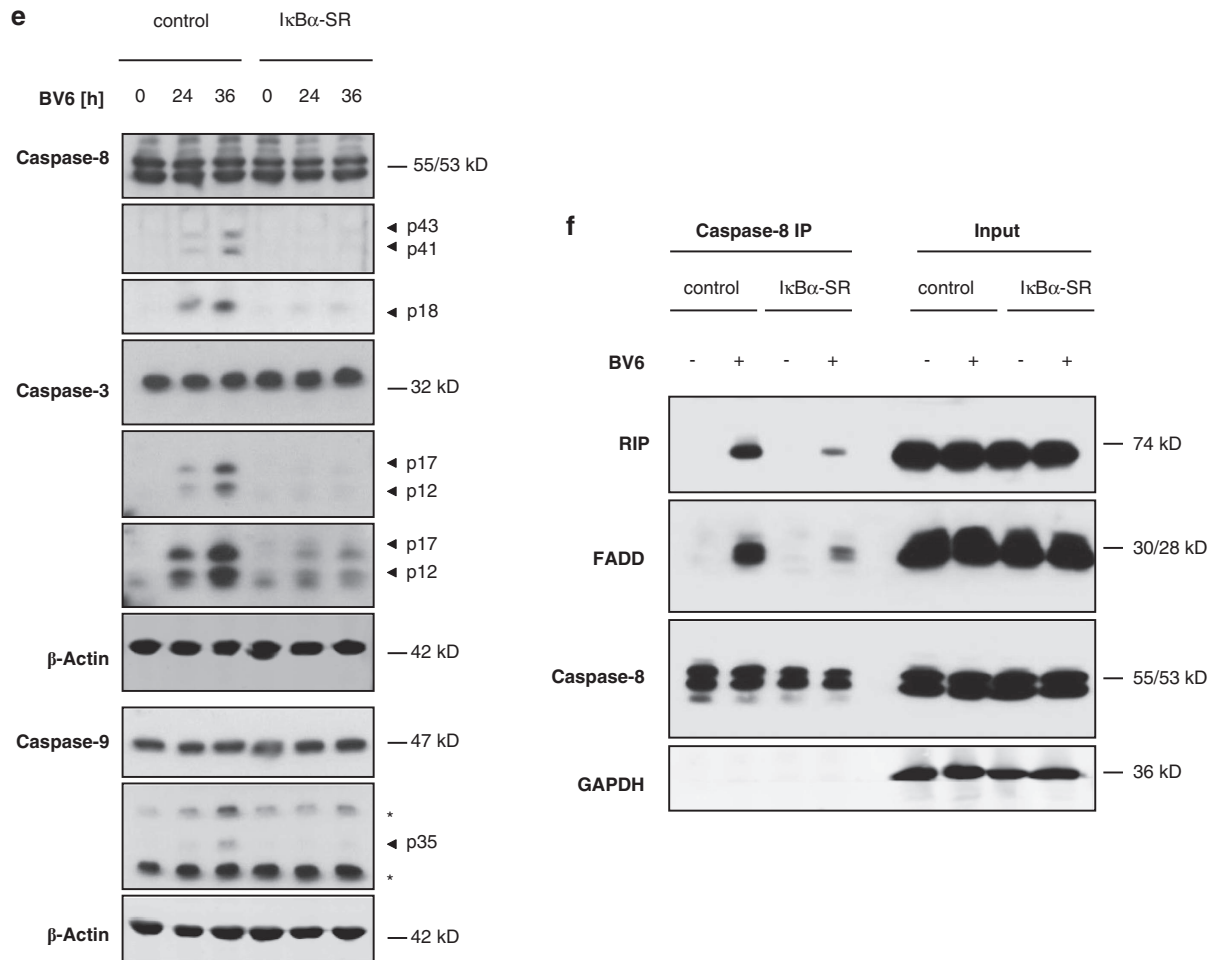 e
control IκBα-SR
BV6 [h] 0 24 36 0 24 36
Caspase-8
55/53 kD
p43
p41
p18
Caspase-3
32 kD
p17
p12
p17
p12
β-Actin
42 kD
Caspase-9
47 kD
*
p35
*
β-Actin
42 kD
f
Caspase-8 IP Input
control IκBα-SR control IκBα-SR
BV6 - + - + - + - +
RIP
74 kD
FADD
30/28 kD
Caspase-8
55/53 kD
GAPDH
36 kD